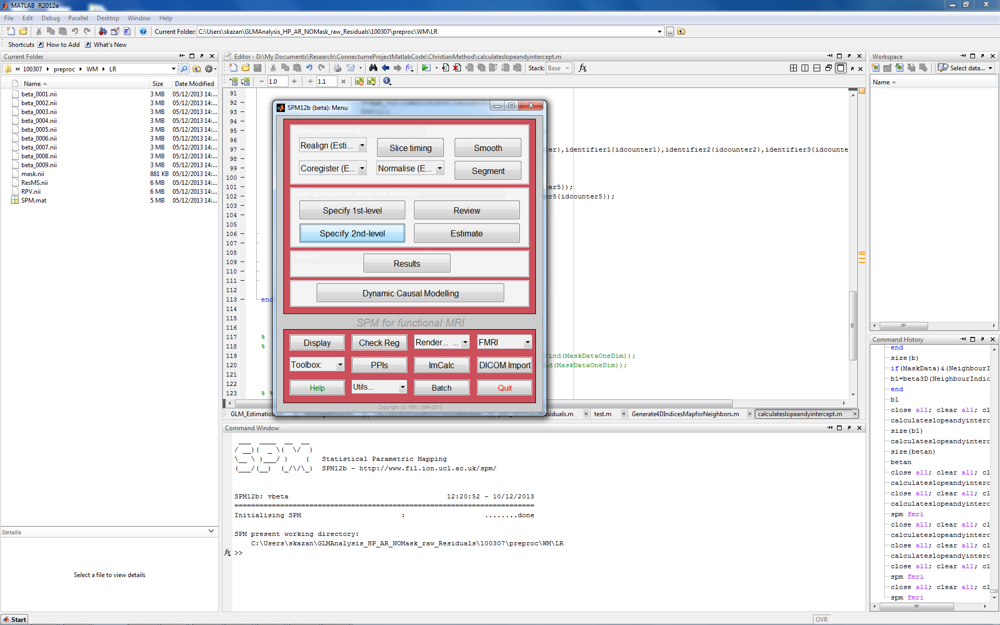 MATLAB R2012a
File Edit Debug Parallel Desktop Window Help
Current Folder: C:\Users\skazan\GLMAnalysis_HP_AR_NOMask_raw_Residuals\100307\preproc\WM\LR
Shortcuts How to Add What's New
Current Folder
« 100307 preproc WM LR
Name Size Date Modified
beta_0001.nii 3 MB 05/12/2013 14:...
beta_0002.nii 3 MB 05/12/2013 14:...
beta_0003.nii 3 MB 05/12/2013 14:...
beta_0004.nii 3 MB 05/12/2013 14:...
beta_0005.nii 3 MB 05/12/2013 14:...
beta_0006.nii 3 MB 05/12/2013 14:...
beta_0007.nii 3 MB 05/12/2013 14:...
beta_0008.nii 3 MB 05/12/2013 14:...
beta_0009.nii 3 MB 05/12/2013 14:...
mask.nii 881 KB 05/12/2013 14:...
ResMS.nii 6 MB 05/12/2013 14:...
RPV.nii 6 MB 05/12/2013 14:...
SPM.mat 5 MB 05/12/2013 14:...
Details
Select a file to view details
Start
Editor - D:\My Documents\Research\ConnectumeProjectMatlabCode\ChristianMethod\calculateslopeandyintercept.m
Stack: Base fx
− 1.0 + ÷ 1.1 ×
91
92 −
93 −
94 −
95 −
96 −
97 − ter},identifier1{idcounter1},identifier2{idcounter2},identifier3{idcounte
98 −
99 −
100 −
101 − ter5});
102 − r5{idcounter5});
103 −
104 −
105
106 −
107 −
108
109 −
110 −
111 −
112
113 − end
114
115
116
117 %
118 %
119 find(MaskDataOneDim));
120 nd(MaskDataOneDim));
121
122
123 % %
SPM12b (beta): Menu
Spatial pre-processing
Realign (Esti... Slice timing Smooth
Coregister (E... Normalise (E... Segment
Model specification, review and estimation
Specify 1st-level Review
Specify 2nd-level Estimate
Inference
Results
Dynamic Causal Modelling
SPM for functional MRI
Display Check Reg Render... ... FMRI
Toolbox: PPIs ImCalc DICOM Import
Help Utils... Batch Quit
Copyright (c) 1991,1994-2013
GLM_Estimation esiduals.m test.m Generate4DIndicesMapforNeighbors.m calculateslopeandyintercept.m
Command Window
 ___  ____  __  __
/ __)(  _ \(  \/  )
\__ \ )___/ )    (   Statistical Parametric Mapping
(___/(__)  (_/\/\_)  SPM12b - http://www.fil.ion.ucl.ac.uk/spm/
SPM12b: vbeta 12:20:52 - 10/12/2013
========================================================================
Initialising SPM : ........done
SPM present working directory:
C:\Users\skazan\GLMAnalysis_HP_AR_NOMask_raw_Residuals\100307\preproc\WM\LR
fx >>
Workspace
Select data...
Name
Command History
end
size(b)
if(MaskData)&(NeighbourI
b1=beta3D(NeighbourIndic
end
b1
close all; clear all; cl
calculateslopeandyinterc
size(b1)
calculateslopeandyinterc
size(betan)
betan
close all; clear all; cl
calculateslopeandyinterc
close all; clear all; cl
calculateslopeandyinterc
spm fmri
close all; clear all; cl
calculateslopeandyinterc
close all; clear all; cl
calculateslopeandyinterc
close all; clear all; cl
spm fmri
close all; clear all; cl
spm fmri
OVR